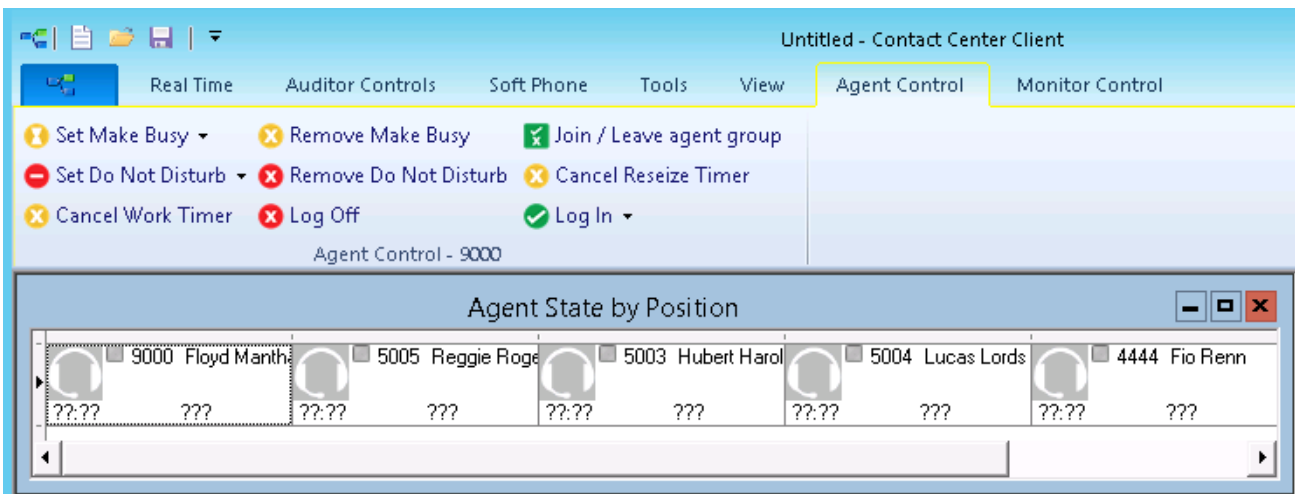 Untitled - Contact Center Client
Real Time Auditor Controls Soft Phone Tools View Agent Control Monitor Control
Set Make Busy Remove Make Busy Join / Leave agent group
Set Do Not Disturb Remove Do Not Disturb Cancel Reseize Timer
Cancel Work Timer Log Off Log In
Agent Control - 9000
Agent State by Position
9000 Floyd Mantha 5005 Reggie Roge 5003 Hubert Harol 5004 Lucas Lords 4444 Fio Renn
??:?? ??? ??:?? ??? ??:?? ??? ??:?? ??? ??:?? ???